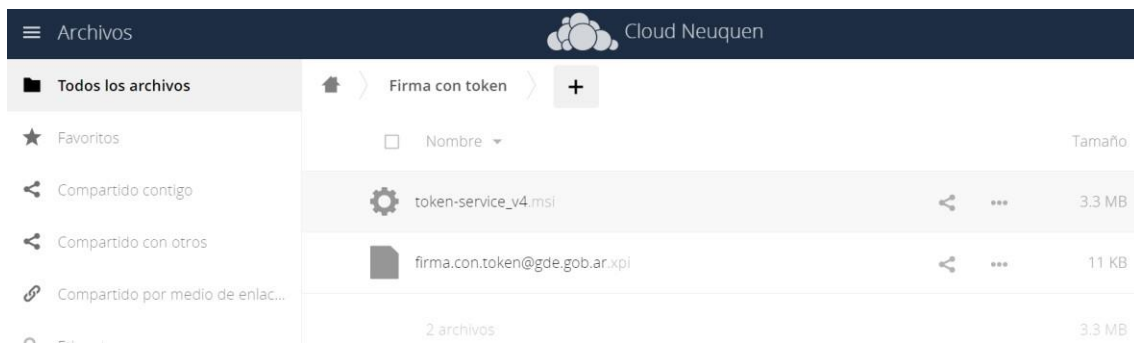 Archivos
Cloud Neuquen
Todos los archivos
Firma con token
+
Favoritos
Nombre
Tamaño
Compartido contigo
token-service_v4.msi
3.3 MB
Compartido con otros
firma.con.token@gde.gob.ar.xpi
11 KB
Compartido por medio de enlac...
2 archivos
3.3 MB